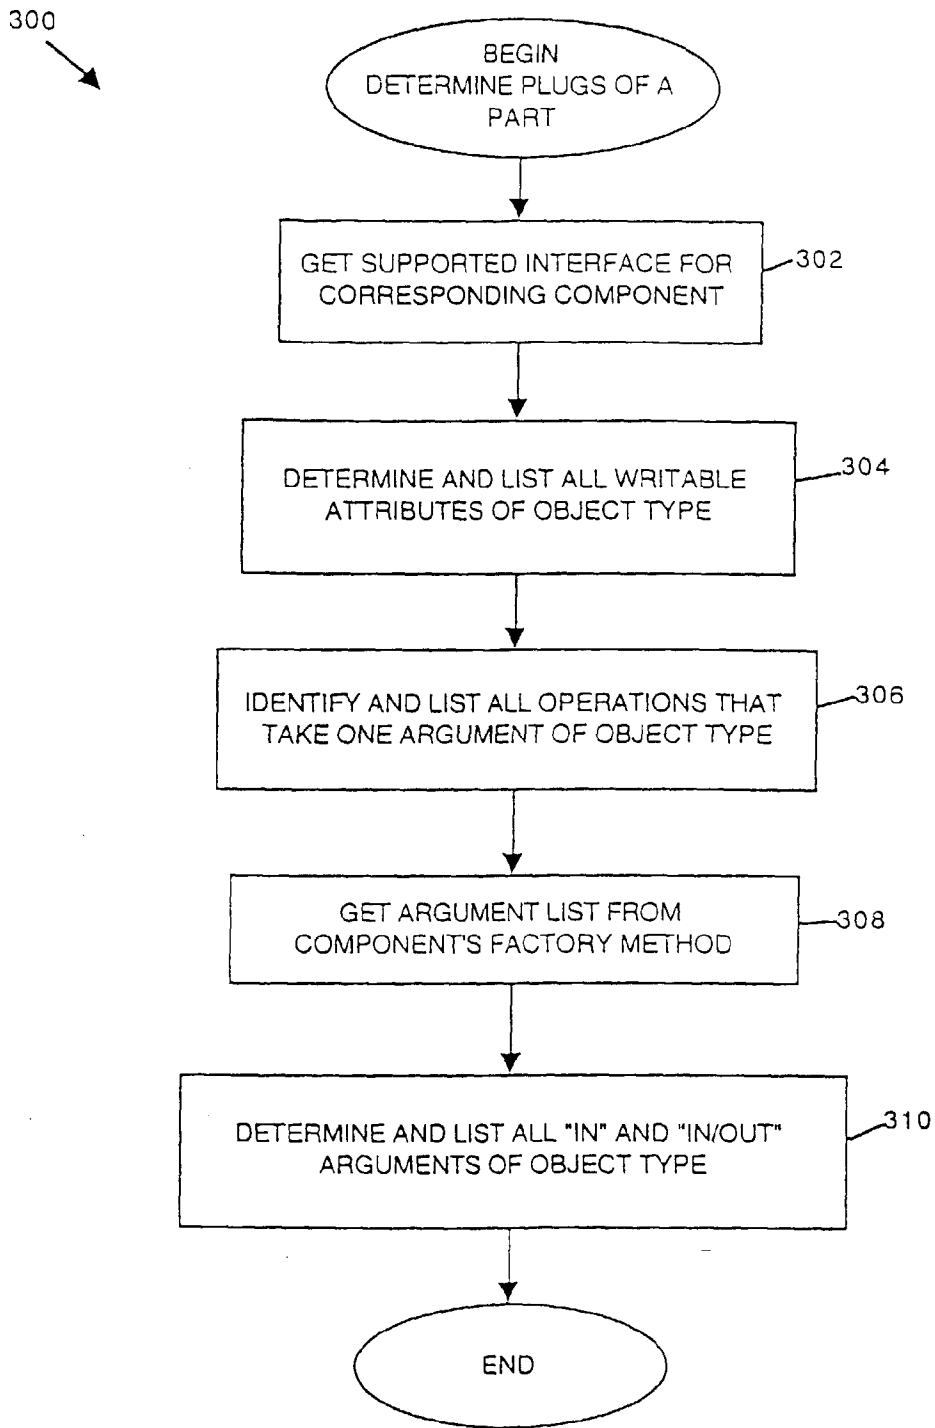 300
BEGIN
DETERMINE PLUGS OF A
PART
GET SUPPORTED INTERFACE FOR
CORRESPONDING COMPONENT
302
DETERMINE AND LIST ALL WRITABLE
ATTRIBUTES OF OBJECT TYPE
304
IDENTIFY AND LIST ALL OPERATIONS THAT
TAKE ONE ARGUMENT OF OBJECT TYPE
306
GET ARGUMENT LIST FROM
COMPONENT'S FACTORY METHOD
308
DETERMINE AND LIST ALL "IN" AND "IN/OUT"
ARGUMENTS OF OBJECT TYPE
310
END